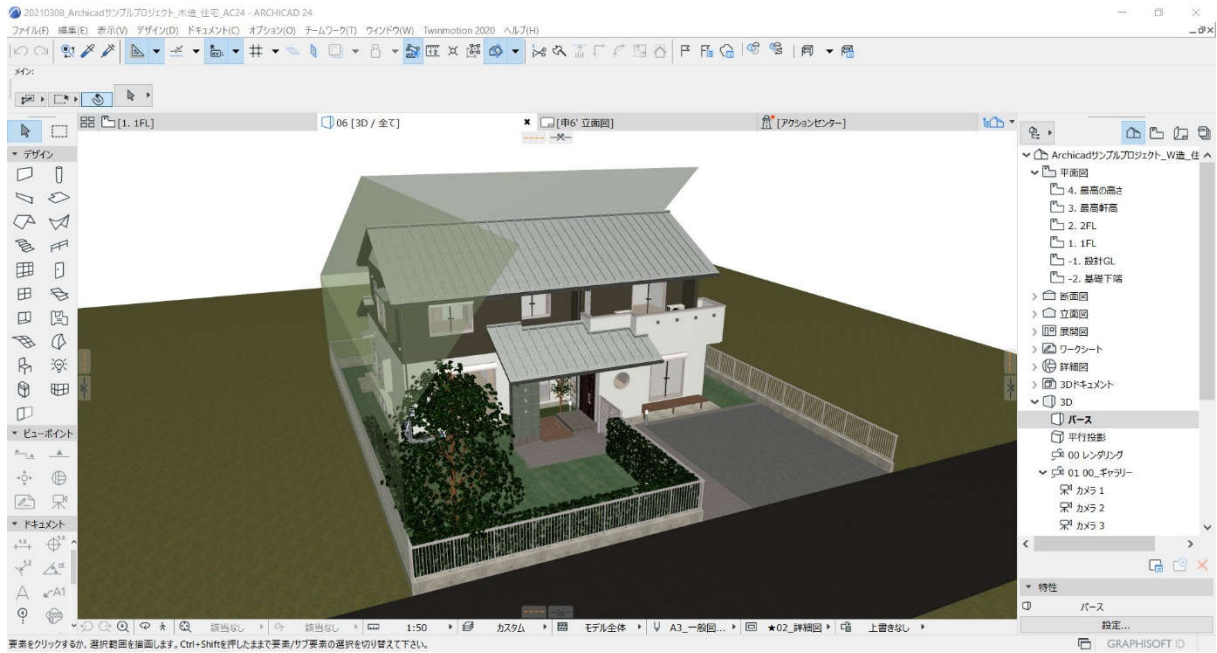 20210308_Archicadサンプルプロジェクト_木造_住宅_AC24 - ARCHICAD 24
ファイル(F) 編集(E) 表示(V) デザイン(D) ドキュメント(C) オプション(O) チームワーク(T) ウィンドウ(W) Twinmotion 2020 ヘルプ(H)
メイン:
[1. 1FL] 06 [3D / 全て] [申6' 立面図] [アクションセンター]
デザイン
ビューポイント
ドキュメント
1.2
1.2
A A1
Archicadサンプルプロジェクト_W造_住
平面図
4. 最高の高さ
3. 最高軒高
2. 2FL
1. 1FL
-1. 設計GL
-2. 基礎下端
断面図
立面図
展開図
ワークシート
詳細図
3Dドキュメント
3D
パース
平行投影
00 レンダリング
01 00_ギャラリー
カメラ 1
カメラ 2
カメラ 3
特性
パース
設定...
該当なし 該当なし 1:50 カスタム モデル全体 A3_一般図... ★02_詳細図 上書きなし
要素をクリックするか、選択範囲を描画します。Ctrl+Shiftを押したままで要素/サブ要素の選択を切り替えて下さい。
GRAPHISOFT ID